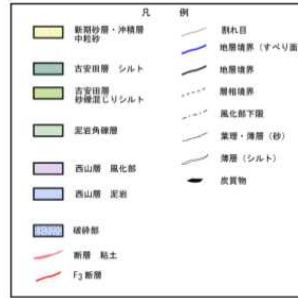 凡 例
新期砂層・沖積層
中粒砂
古安田層 シルト
古安田層
砂礫混じりシルト
泥岩角礫層
西山層 風化部
西山層 泥岩
破砕部
断層 粘土
F3 断層
割れ目
地層境界(すべり面
地層境界
層相境界
風化部下限
葉理・薄層(砂)
薄層(シルト)
炭質物